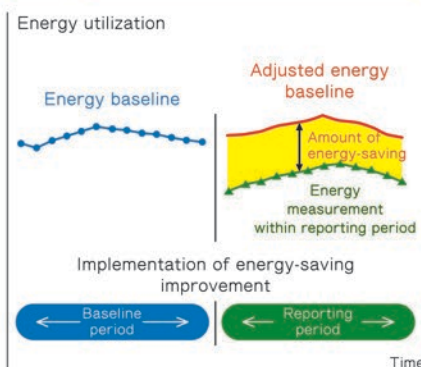 Energy utilization
Energy baseline
Adjusted energy
baseline
Amount of
energy-saving
Energy
measurement
within reporting period
Implementation of energy-saving
improvement
Baseline
period
Reporting
period
Time